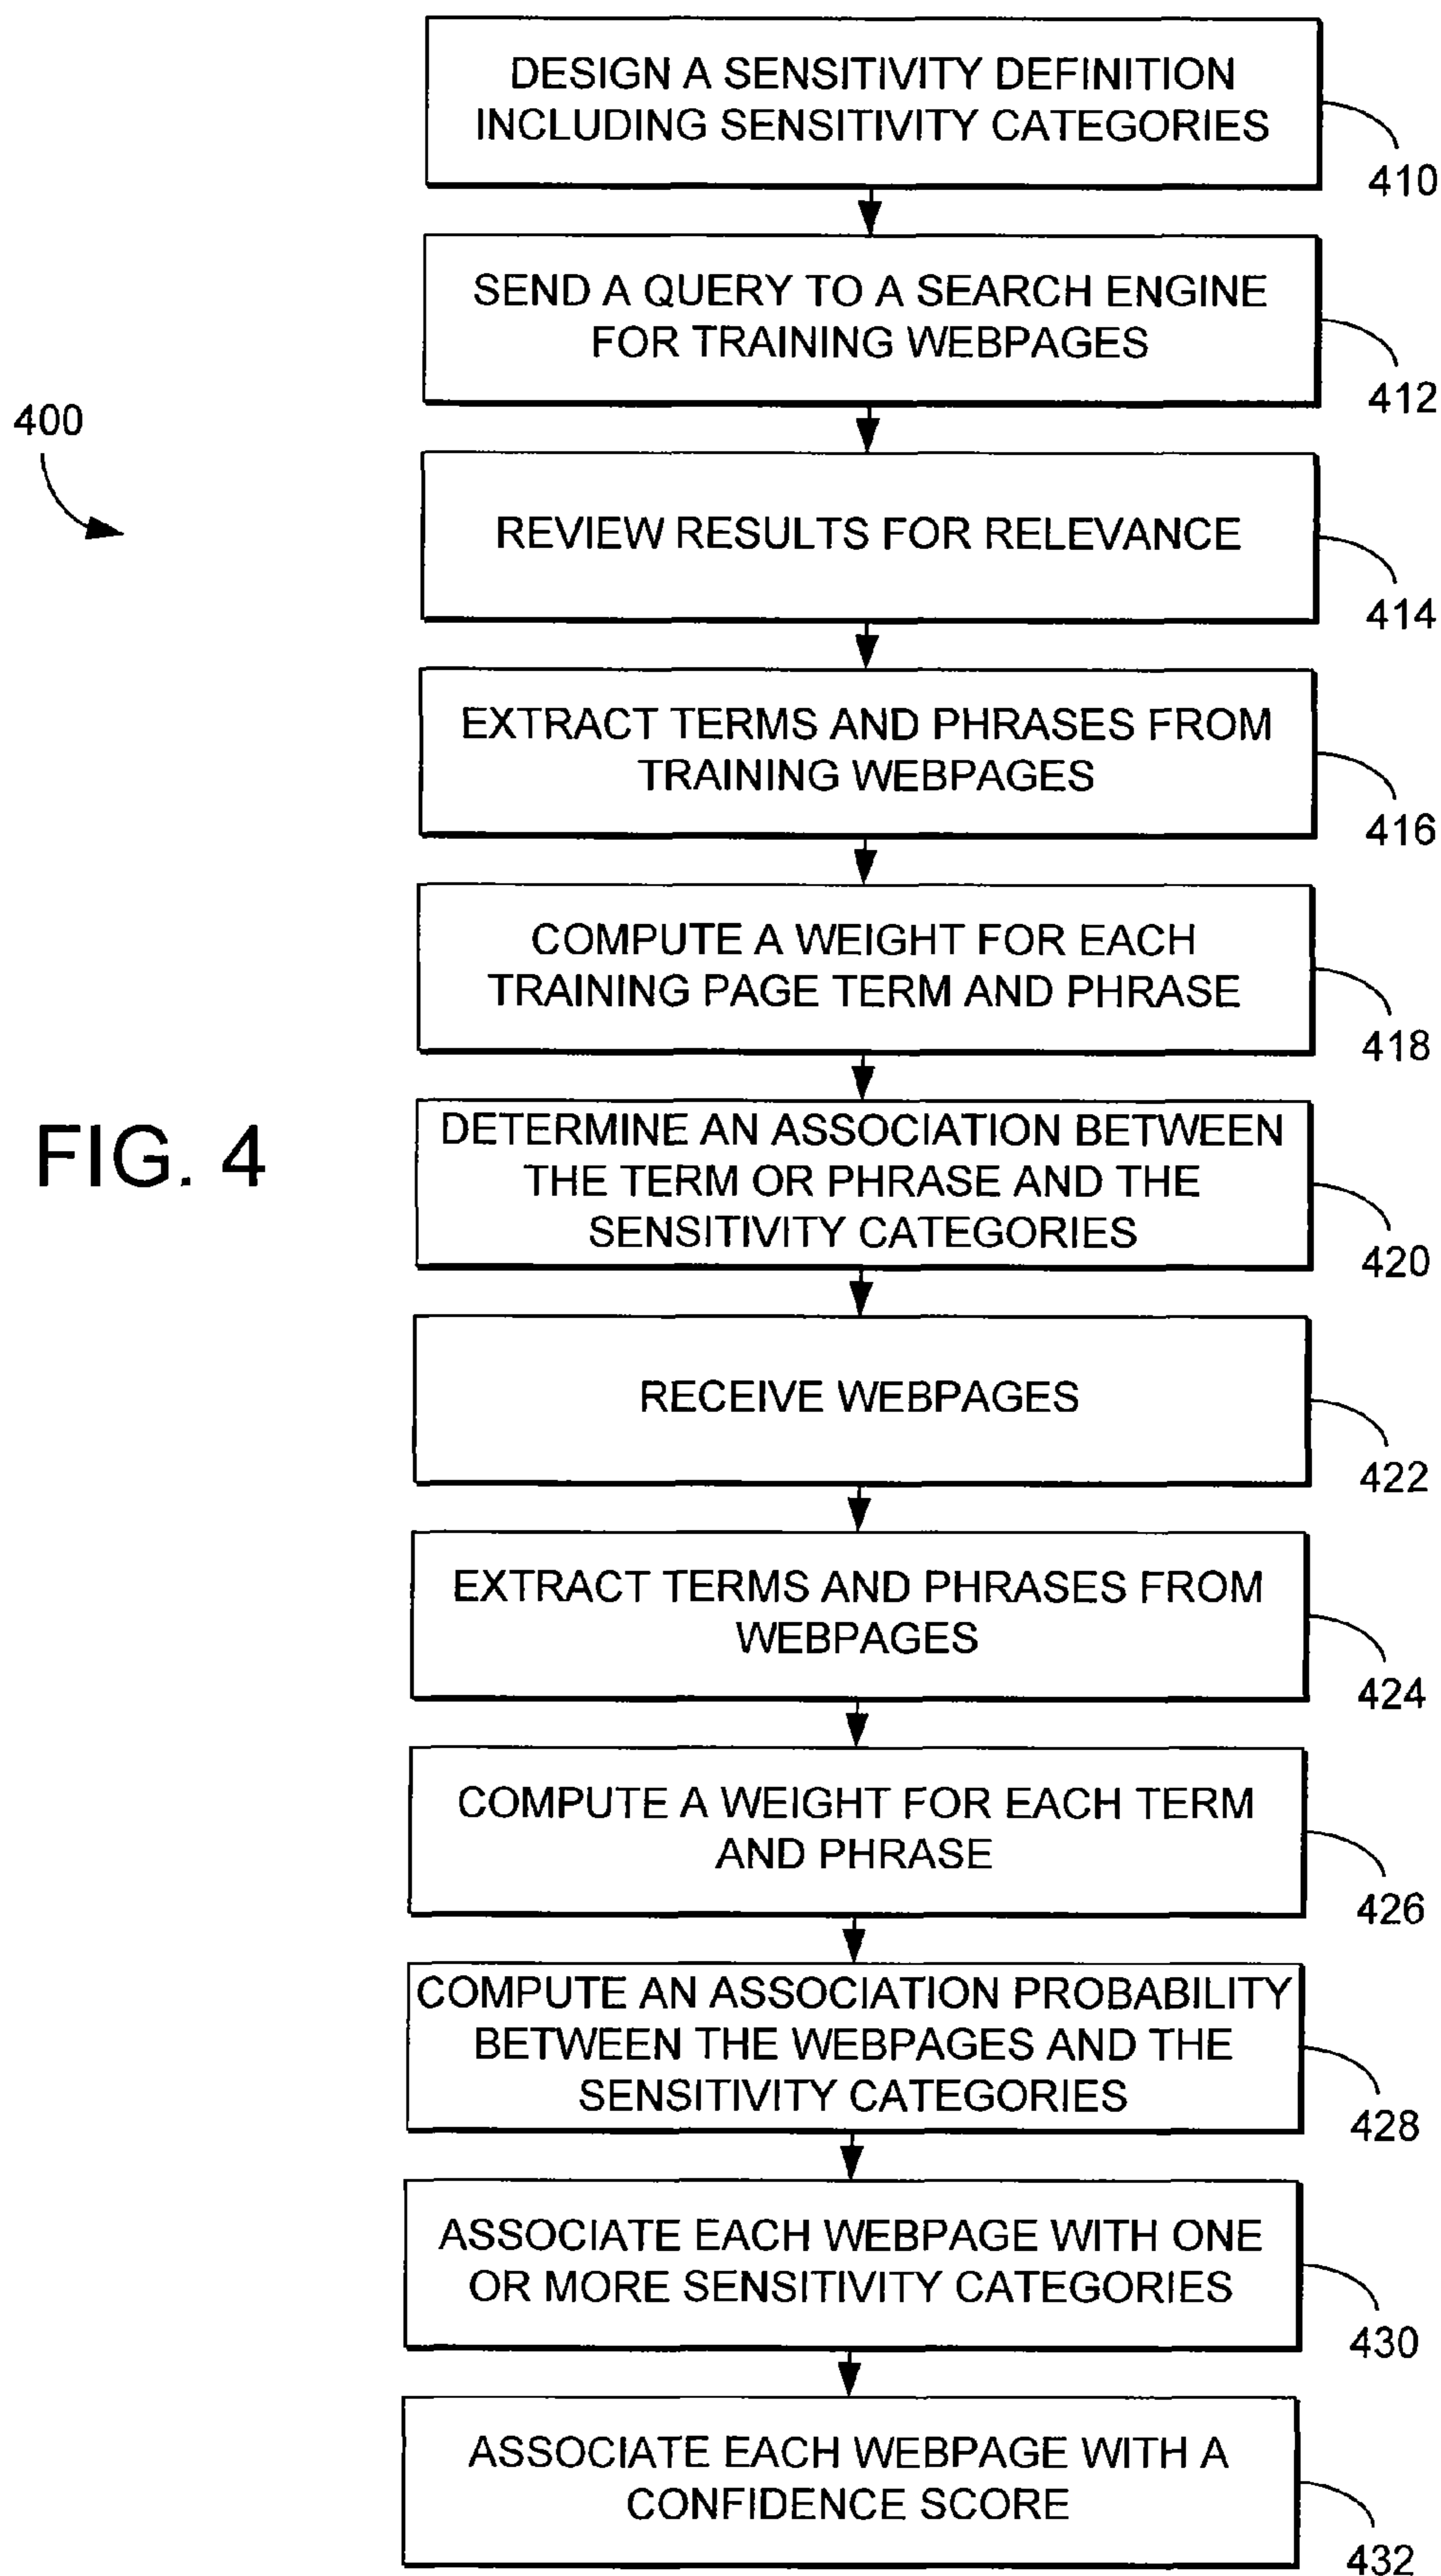 DESIGN A SENSITIVITY DEFINITION
INCLUDING SENSITIVITY CATEGORIES
410
SEND A QUERY TO A SEARCH ENGINE
FOR TRAINING WEBPAGES
412
400
REVIEW RESULTS FOR RELEVANCE
414
EXTRACT TERMS AND PHRASES FROM
TRAINING WEBPAGES
416
COMPUTE A WEIGHT FOR EACH
TRAINING PAGE TERM AND PHRASE
418
FIG. 4
DETERMINE AN ASSOCIATION BETWEEN
THE TERM OR PHRASE AND THE
SENSITIVITY CATEGORIES
420
RECEIVE WEBPAGES
422
EXTRACT TERMS AND PHRASES FROM
WEBPAGES
424
COMPUTE A WEIGHT FOR EACH TERM
AND PHRASE
426
COMPUTE AN ASSOCIATION PROBABILITY
BETWEEN THE WEBPAGES AND THE
SENSITIVITY CATEGORIES
428
ASSOCIATE EACH WEBPAGE WITH ONE
OR MORE SENSITIVITY CATEGORIES
430
ASSOCIATE EACH WEBPAGE WITH A
CONFIDENCE SCORE
432